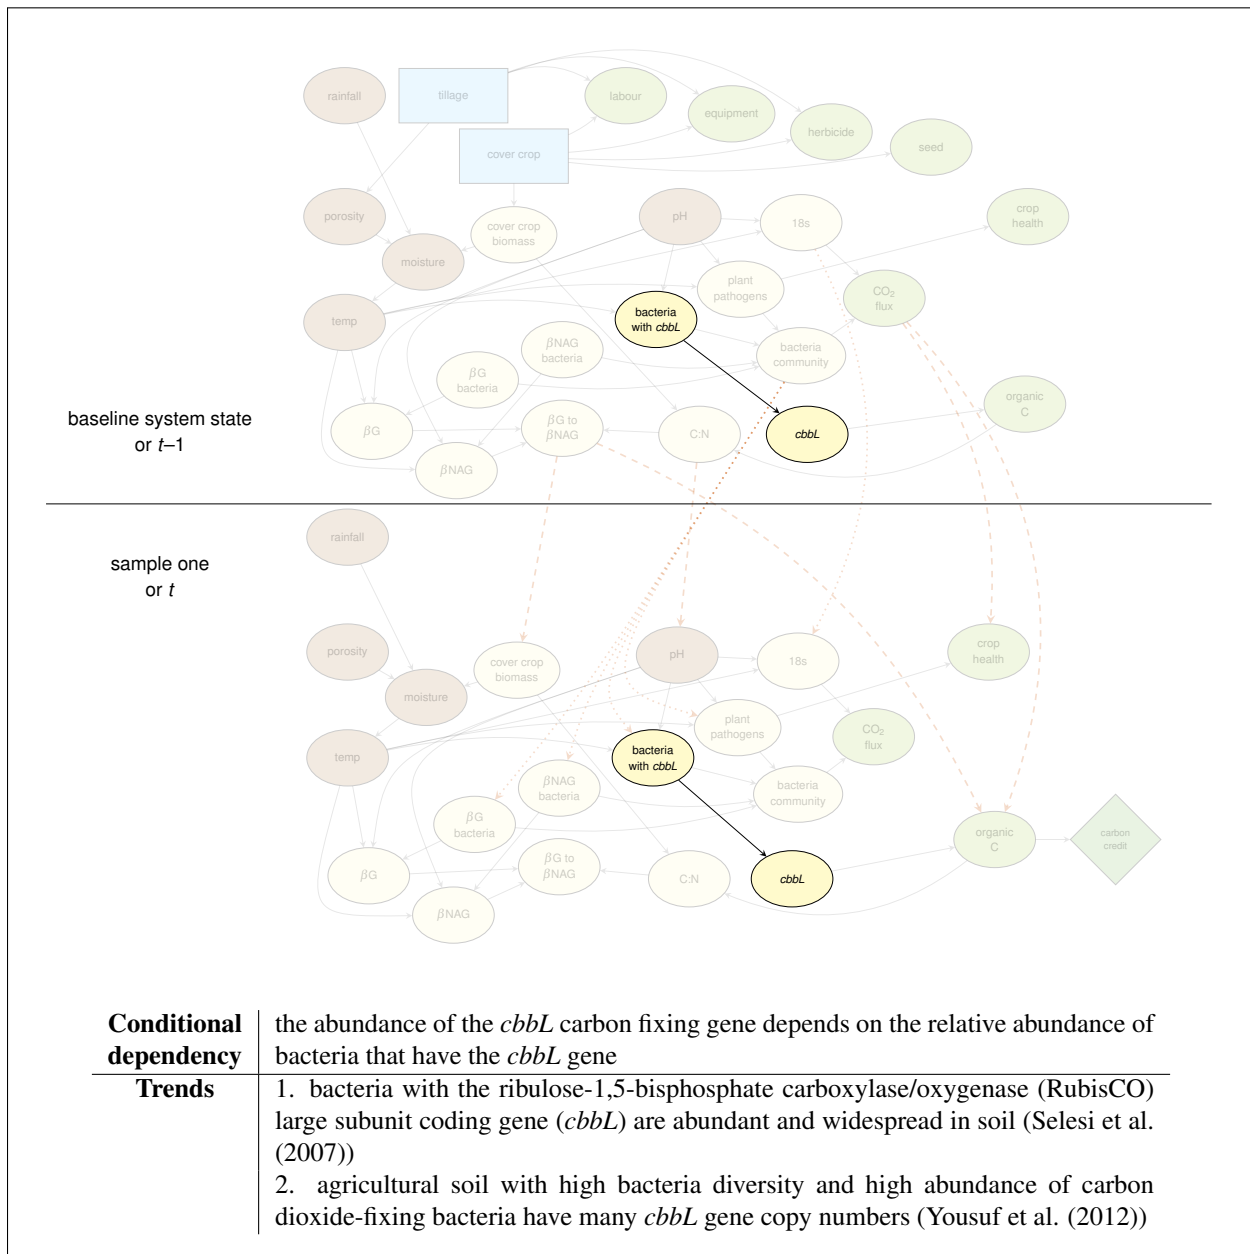 rainfall
tillage
labour
equipment
herbicide
seed
cover crop
porosity
cover crop
biomass
pH
18s
crop
health
moisture
plant
pathogens
CO₂
flux
temp
bacteria
with cbbL
βNAG
bacteria
bacteria
community
βG
bacteria
organic
C
baseline system state
or t–1
βG
βG to
βNAG
C:N
cbbL
βNAG
rainfall
sample one
or t
porosity
cover crop
biomass
pH
18s
crop
health
moisture
plant
pathogens
CO₂
flux
temp
bacteria
with cbbL
βNAG
bacteria
bacteria
community
βG
bacteria
organic
C
carbon
credit
βG
βG to
βNAG
C:N
cbbL
βNAG
Conditional dependency
the abundance of the cbbL carbon fixing gene depends on the relative abundance of
bacteria that have the cbbL gene
Trends
1. bacteria with the ribulose-1,5-bisphosphate carboxylase/oxygenase (RubisCO)
large subunit coding gene (cbbL) are abundant and widespread in soil (Selesi et al.
(2007))
2. agricultural soil with high bacteria diversity and high abundance of carbon
dioxide-fixing bacteria have many cbbL gene copy numbers (Yousuf et al. (2012))